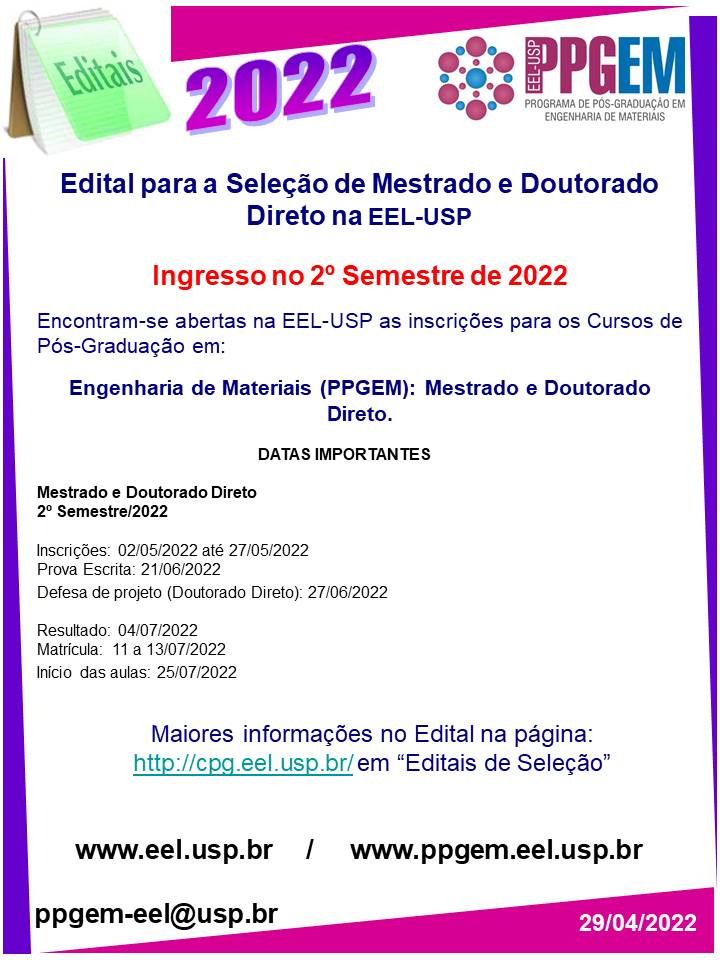 Editais
2022
EEL-USP
PPGEM
PROGRAMA DE PÓS-GRADUAÇÃO EM
ENGENHARIA DE MATERIAIS
Edital para a Seleção de Mestrado e Doutorado
Direto na EEL-USP
Ingresso no 2º Semestre de 2022
Encontram-se abertas na EEL-USP as inscrições para os Cursos de
Pós-Graduação em:
Engenharia de Materiais (PPGEM): Mestrado e Doutorado
Direto.
DATAS IMPORTANTES
Mestrado e Doutorado Direto
2º Semestre/2022
Inscrições: 02/05/2022 até 27/05/2022
Prova Escrita: 21/06/2022
Defesa de projeto (Doutorado Direto): 27/06/2022
Resultado: 04/07/2022
Matrícula: 11 a 13/07/2022
Início das aulas: 25/07/2022
Maiores informações no Edital na página:
http://cpg.eel.usp.br/ em “Editais de Seleção”
www.eel.usp.br / www.ppgem.eel.usp.br
ppgem-eel@usp.br
29/04/2022